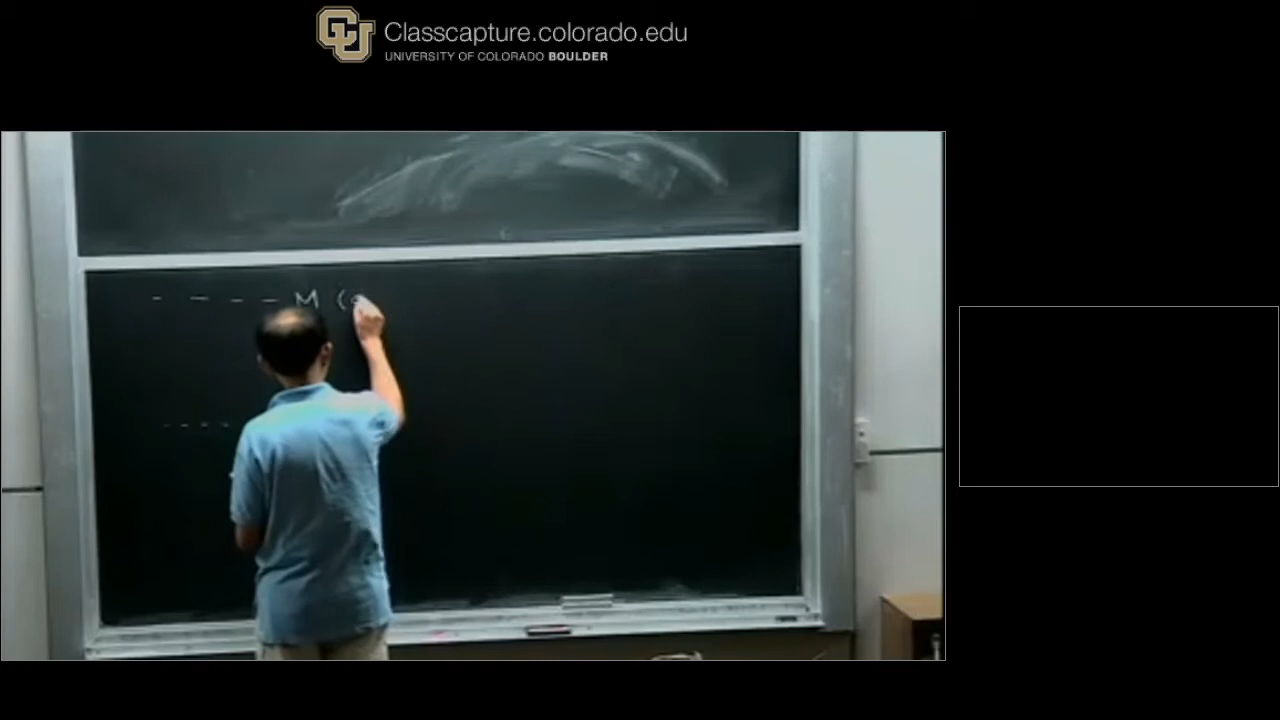 Classcapture.colorado.edu
UNIVERSITY OF COLORADO BOULDER
- - - - M (
- - - -